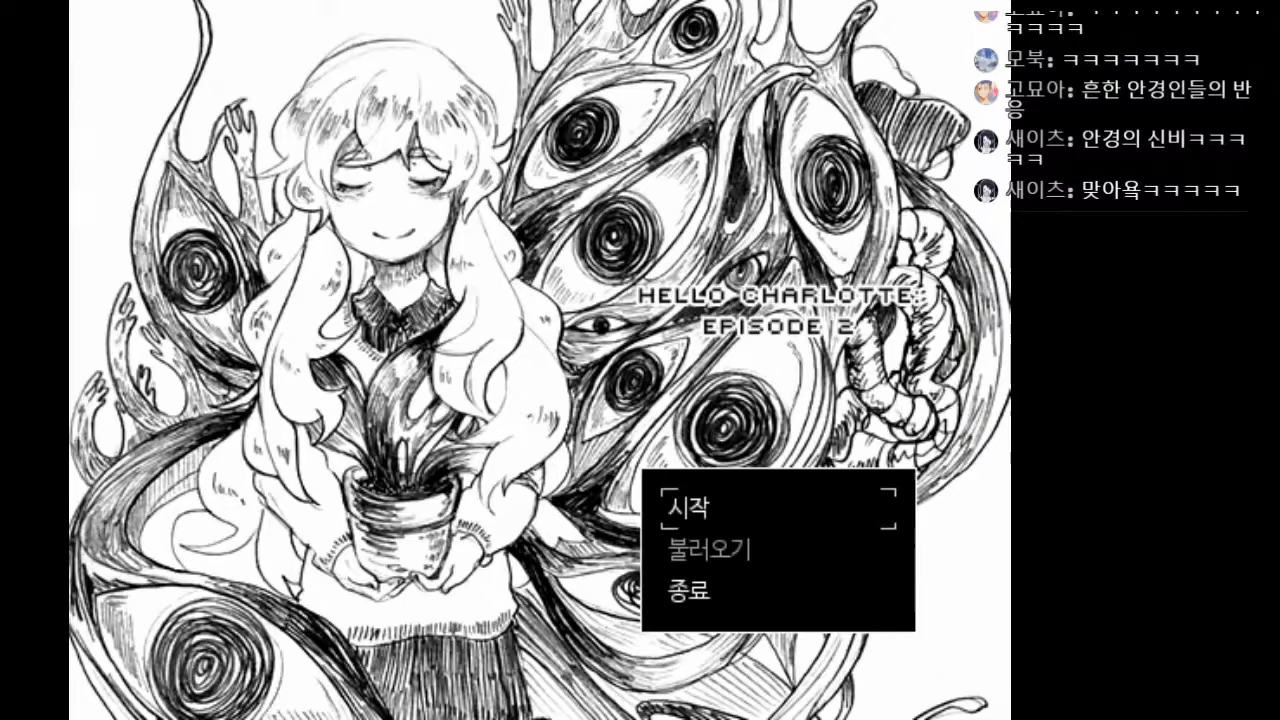 ㅋㅋㅋㅋ
모북: ㅋㅋㅋㅋㅋㅋㅋ
고묘아: 흔한 안경인들의 반
응
새이츠: 안경의 신비ㅋㅋㅋ
ㅋㅋ
새이츠: 맞아욬ㅋㅋㅋㅋㅋ
HELLO CHARLOTTE:
EPISODE 2
시작
불러오기
종료